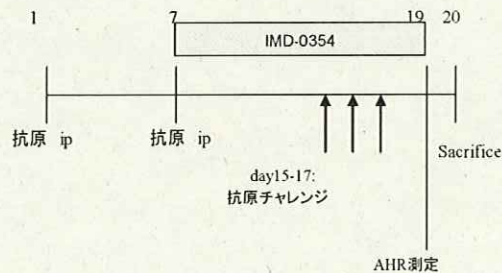 1 7 19 20
IMD-0354
抗原 ip 抗原 ip
Sacrifice
day15-17:
抗原チャレンジ
AHR測定